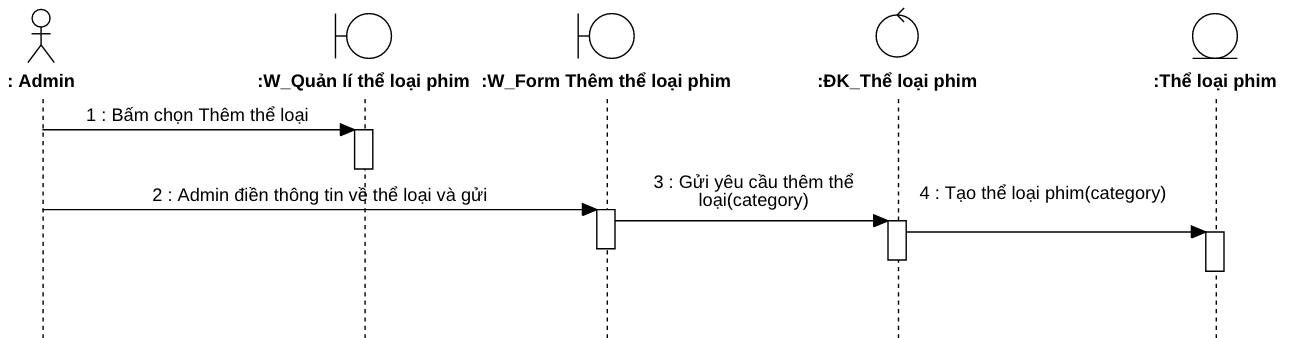 : Admin
:W_Quản lí thể loại phim
:W_Form Thêm thể loại phim
:ĐK_Thể loại phim
:Thể loại phim
1 : Bấm chọn Thêm thể loại
2 : Admin điền thông tin về thể loại và gửi
3 : Gửi yêu cầu thêm thể
loại(category)
4 : Tạo thể loại phim(category)